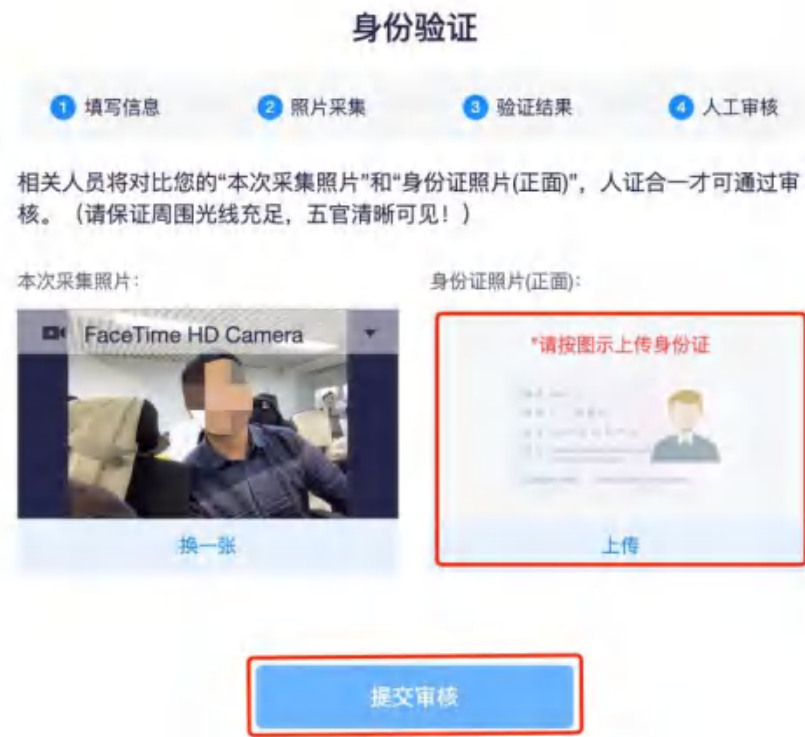 身份验证
1 填写信息
2 照片采集
3 验证结果
4 人工审核
相关人员将对比您的“本次采集照片”和“身份证照片(正面)”，人证合一才可通过审
核。（请保证周围光线充足，五官清晰可见！）
本次采集照片：
身份证照片(正面)：
FaceTime HD Camera
*请按图示上传身份证
换一张
上传
提交审核